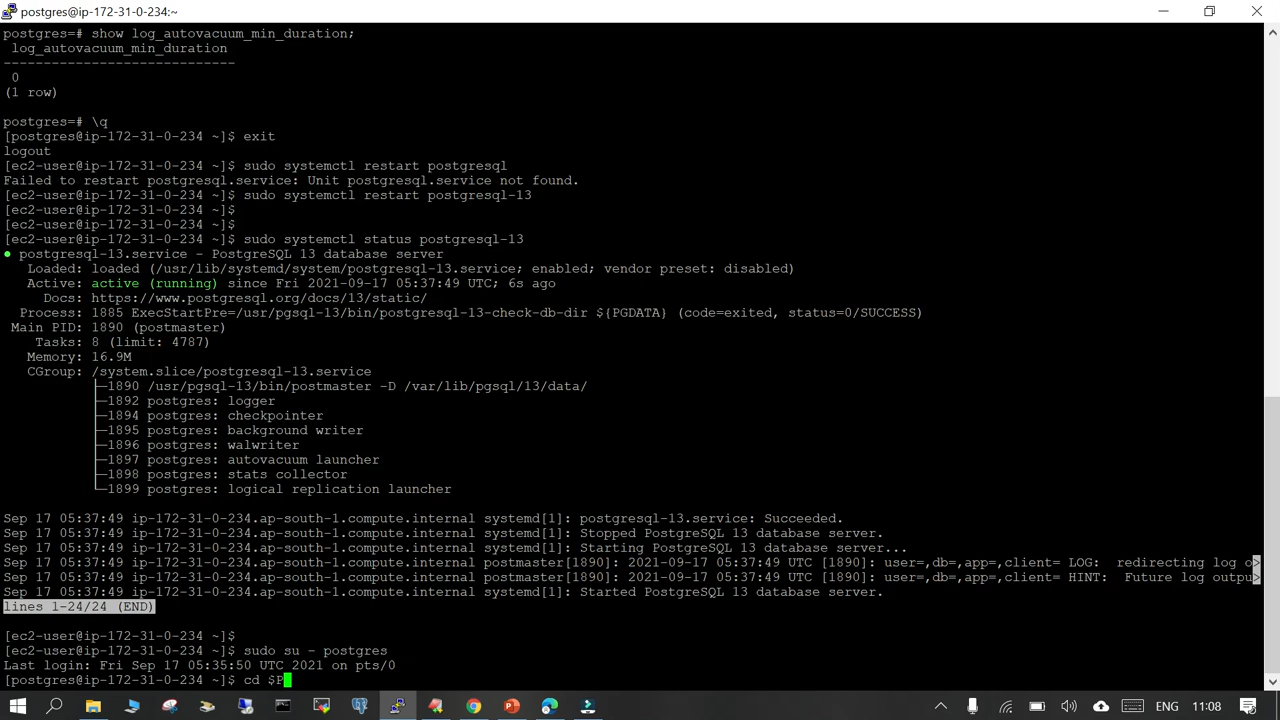 postgres@ip-172-31-0-234:~
postgres=# show log_autovacuum_min_duration;
 log_autovacuum_min_duration
-----------------------------
 0
(1 row)
postgres=# \q
[postgres@ip-172-31-0-234 ~]$ exit
logout
[ec2-user@ip-172-31-0-234 ~]$ sudo systemctl restart postgresql
Failed to restart postgresql.service: Unit postgresql.service not found.
[ec2-user@ip-172-31-0-234 ~]$ sudo systemctl restart postgresql-13
[ec2-user@ip-172-31-0-234 ~]$
[ec2-user@ip-172-31-0-234 ~]$
[ec2-user@ip-172-31-0-234 ~]$ sudo systemctl status postgresql-13
● postgresql-13.service - PostgreSQL 13 database server
   Loaded: loaded (/usr/lib/systemd/system/postgresql-13.service; enabled; vendor preset: disabled)
   Active: active (running) since Fri 2021-09-17 05:37:49 UTC; 6s ago
     Docs: https://www.postgresql.org/docs/13/static/
  Process: 1885 ExecStartPre=/usr/pgsql-13/bin/postgresql-13-check-db-dir ${PGDATA} (code=exited, status=0/SUCCESS)
 Main PID: 1890 (postmaster)
    Tasks: 8 (limit: 4787)
   Memory: 16.9M
   CGroup: /system.slice/postgresql-13.service
           ├─1890 /usr/pgsql-13/bin/postmaster -D /var/lib/pgsql/13/data/
           ├─1892 postgres: logger
           ├─1894 postgres: checkpointer
           ├─1895 postgres: background writer
           ├─1896 postgres: walwriter
           ├─1897 postgres: autovacuum launcher
           ├─1898 postgres: stats collector
           └─1899 postgres: logical replication launcher
Sep 17 05:37:49 ip-172-31-0-234.ap-south-1.compute.internal systemd[1]: postgresql-13.service: Succeeded.
Sep 17 05:37:49 ip-172-31-0-234.ap-south-1.compute.internal systemd[1]: Stopped PostgreSQL 13 database server.
Sep 17 05:37:49 ip-172-31-0-234.ap-south-1.compute.internal systemd[1]: Starting PostgreSQL 13 database server...
Sep 17 05:37:49 ip-172-31-0-234.ap-south-1.compute.internal postmaster[1890]: 2021-09-17 05:37:49 UTC [1890]: user=,db=,app=,client= LOG:  redirecting log o>
Sep 17 05:37:49 ip-172-31-0-234.ap-south-1.compute.internal postmaster[1890]: 2021-09-17 05:37:49 UTC [1890]: user=,db=,app=,client= HINT:  Future log outpu>
Sep 17 05:37:49 ip-172-31-0-234.ap-south-1.compute.internal systemd[1]: Started PostgreSQL 13 database server.
lines 1-24/24 (END)
[ec2-user@ip-172-31-0-234 ~]$
[ec2-user@ip-172-31-0-234 ~]$ sudo su - postgres
Last login: Fri Sep 17 05:35:50 UTC 2021 on pts/0
[postgres@ip-172-31-0-234 ~]$ cd $P
ENG 11:08